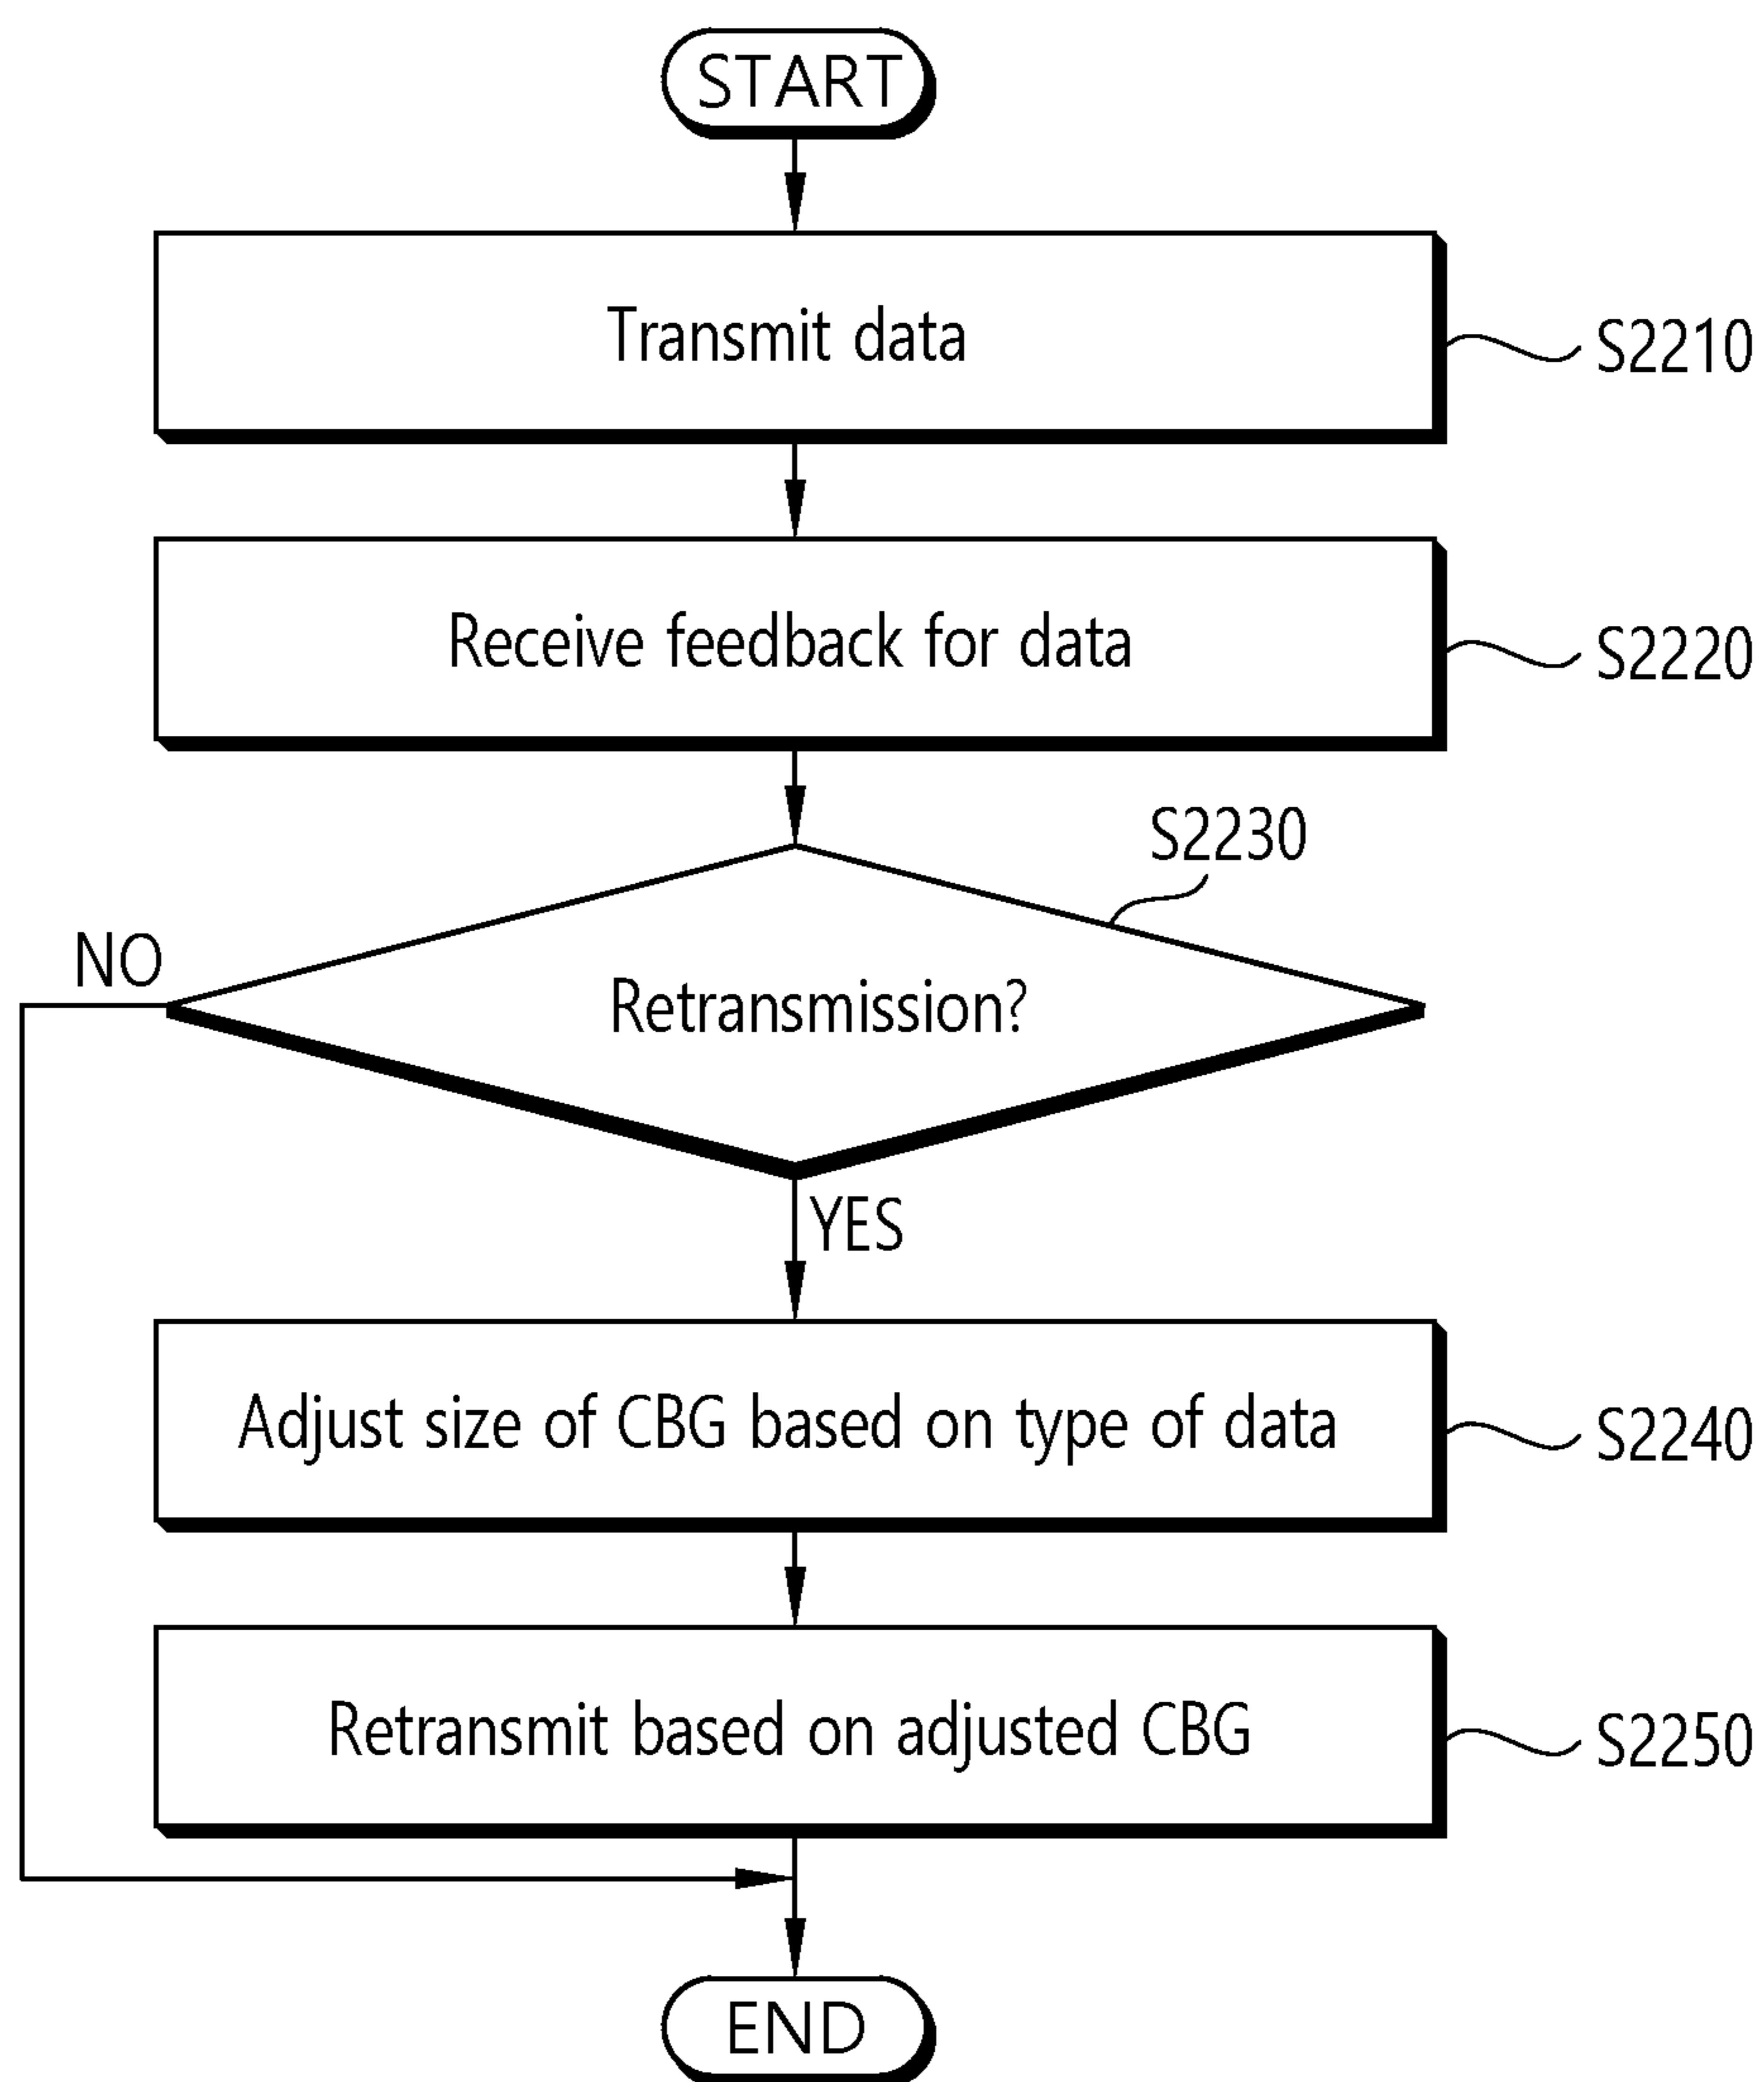 START
Transmit data
S2210
Receive feedback for data
S2220
S2230
NO
Retransmission?
YES
Adjust size of CBG based on type of data
S2240
Retransmit based on adjusted CBG
S2250
END